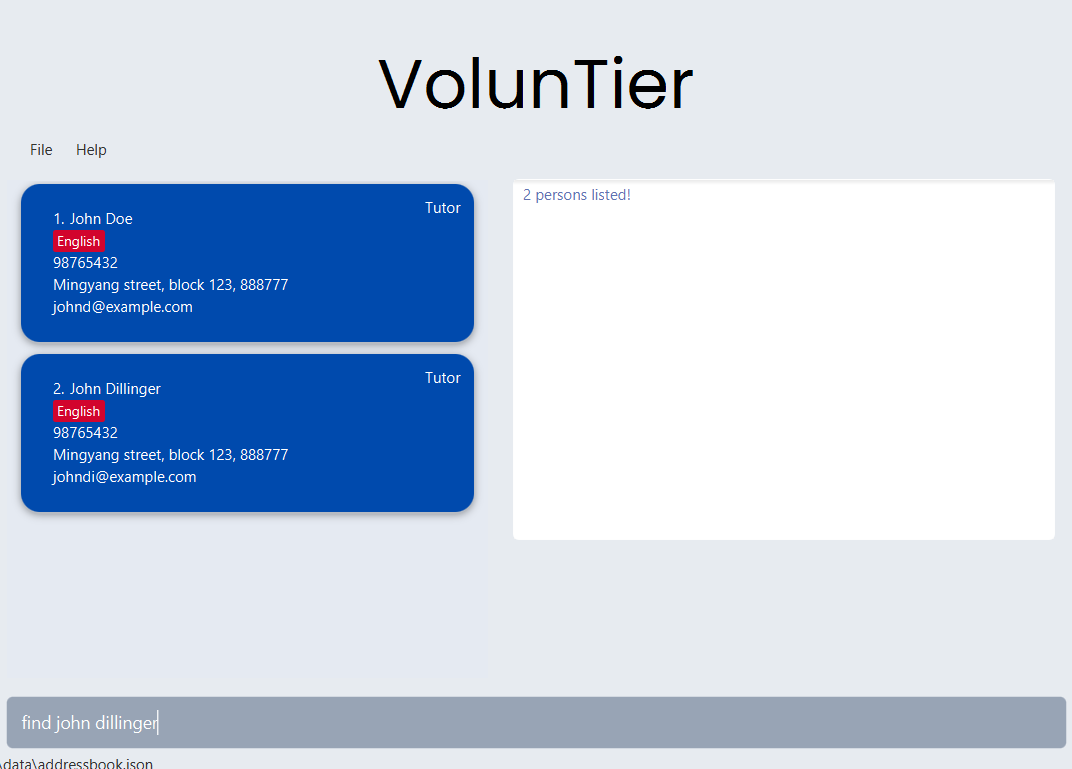 VolunTier
File Help
1. John Doe
Tutor
English
98765432
Mingyang street, block 123, 888777
johnd@example.com
2. John Dillinger
Tutor
English
98765432
Mingyang street, block 123, 888777
johndi@example.com
2 persons listed!
find john dillinger
\data\addressbook.json